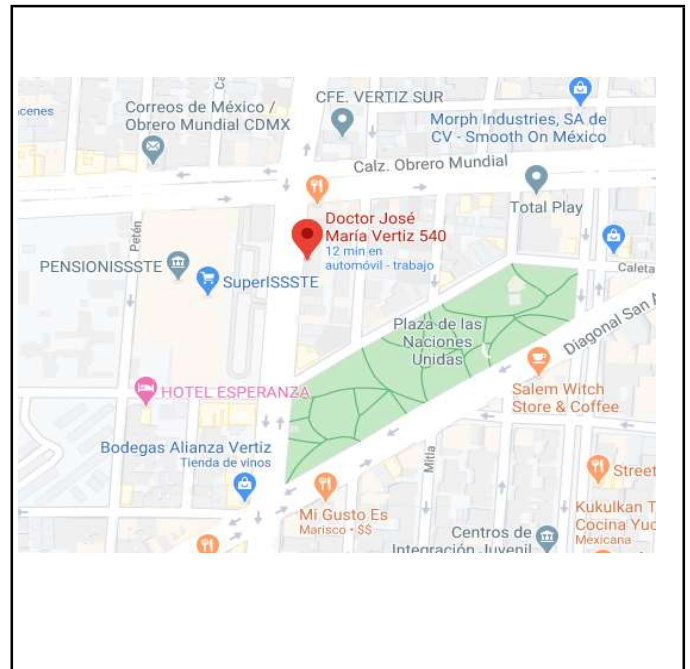 cenes
Correos de México /
Obrero Mundial CDMX
CFE. VERTIZ SUR
Morph Industries, SA de
CV - Smooth On México
Calz. Obrero Mundial
Total Play
Petén
Doctor José
María Vertiz 540
12 min en
automóvil - trabajo
PENSIONISSSTE
SuperISSSTE
Caleta
Plaza de las
Naciones
Unidas
Diagonal San A
HOTEL ESPERANZA
Salem Witch
Store & Coffee
Bodegas Alianza Vertiz
Tienda de vinos
Mitla
Street
Mi Gusto Es
Marisco • $$
Kukulkan T
Cocina Yuc
Mexicana
Centros de
Integración Juvenil